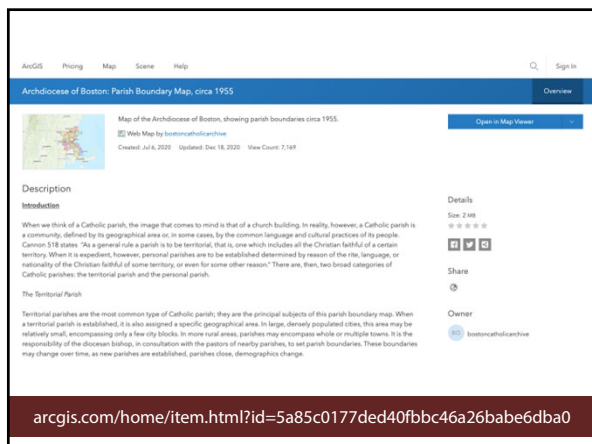 ArcGIS Pricing Map Scene Help Sign In
Archdiocese of Boston: Parish Boundary Map, circa 1955 Overview
Map of the Archdiocese of Boston, showing parish boundaries circa 1955.
Web Map by bostoncatholicarchive
Created: Jul 6, 2020 Updated: Dec 18, 2020 View Count: 7,169
Open in Map Viewer
Description
Introduction
When we think of a Catholic parish, the image that comes to mind is that of a church building. In reality, however, a Catholic parish is
a community, defined by its geographical area or, in some cases, by the common language and cultural practices of its people.
Cannon 518 states "As a general rule a parish is to be territorial, that is, one which includes all the Christian faithful of a certain
territory. When it is expedient, however, personal parishes are to be established determined by reason of the rite, language, or
nationality of the Christian faithful of some territory, or even for some other reason." There are, then, two broad categories of
Catholic parishes: the territorial parish and the personal parish.
The Territorial Parish
Territorial parishes are the most common type of Catholic parish; they are the principal subjects of this parish boundary map. When
a territorial parish is established, it is also assigned a specific geographical area. In large, densely populated cities, this area may be
relatively small, encompassing only a few city blocks. In more rural areas, parishes may encompass whole or multiple towns. It is the
responsibility of the diocesan bishop, in consultation with the pastors of nearby parishes, to set parish boundaries. These boundaries
may change over time, as new parishes are established, parishes close, demographics change.
Details
Size: 2 MB
Share
Owner
BO bostoncatholicarchive
arcgis.com/home/item.html?id=5a85c0177ded40fbbc46a26babe6dba0